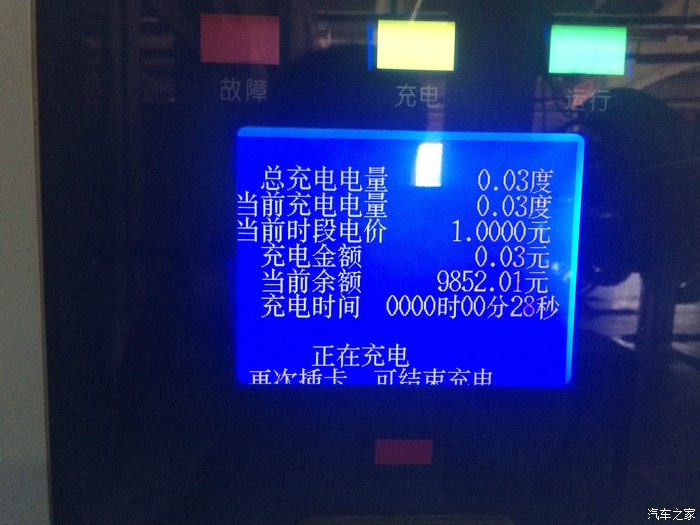 故障 充电 运行
总充电电量 0.03度
当前充电电量 0.03度
当前时段电价 1.0000元
充电金额 0.03元
当前余额 9852.01元
充电时间 0000时00分28秒
正在充电
再次插卡 可结束充电
汽车之家